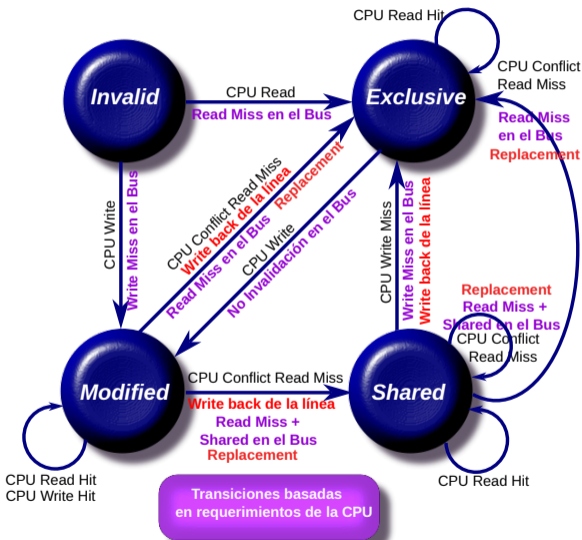 CPU Read Hit
Invalid
Exclusive
CPU Read
Read Miss en el Bus
CPU Conflict
Read Miss
Read Miss
en el Bus
Replacement
CPU Write
Write Miss en el Bus
CPU Conflict Read Miss
Write back de la línea
Replacement
Read Miss en el Bus
CPU Write
No Invalidación en el Bus
CPU Write Miss
Write Miss en el Bus
Write back de la línea
Replacement
Read Miss +
Shared en el Bus
CPU Conflict
Read Miss
Modified
CPU Conflict Read Miss
Write back de la línea
Read Miss +
Shared en el Bus
Replacement
Shared
CPU Read Hit
CPU Write Hit
CPU Read Hit
Transiciones basadas
en requerimientos de la CPU